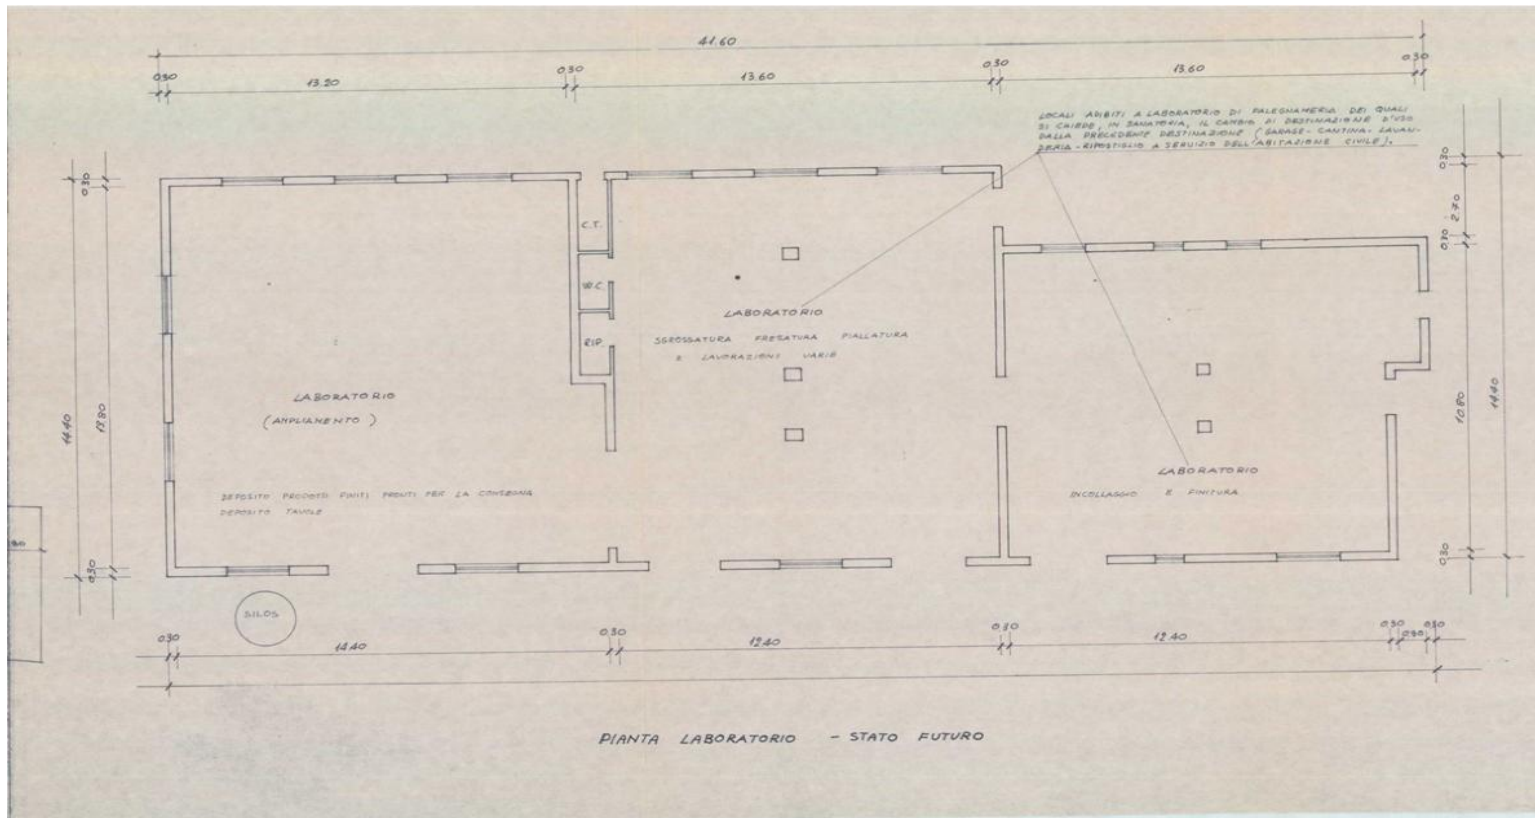 41.60
0.30 13.20 0.30 13.60 0.30 13.60 0.30
LOCALI ADIBITI A LABORATORIO DI FALEGNAMERIA DEI QUALI
SI CHIEDE, IN SANATORIA, IL CAMBIO DI DESTINAZIONE D'USO
DALLA PRECEDENTE DESTINAZIONE (GARAGE - CANTINA - LAVAN-
DERIA - RIPOSTIGLIO A SERVIZIO DELL'ABITAZIONE CIVILE).
0.30
14.40
13.80
0.30
C.T.
W.C.
RIP.
LABORATORIO
(AMPLIAMENTO)
DEPOSITO PRODOTTI FINITI PRONTI PER LA CONSEGNA
DEPOSITO TAVOLE
LABORATORIO
SGROSSATURA FRESATURA PIALLATURA
E LAVORAZIONI VARIE
LABORATORIO
INCOLLAGGIO E FINITURA
0.30
2.70
0.30
10.80
14.40
0.30
SILOS
0.30 14.40 0.30 12.40 0.30 12.40 0.30 0.90 0.30
PIANTA LABORATORIO - STATO FUTURO